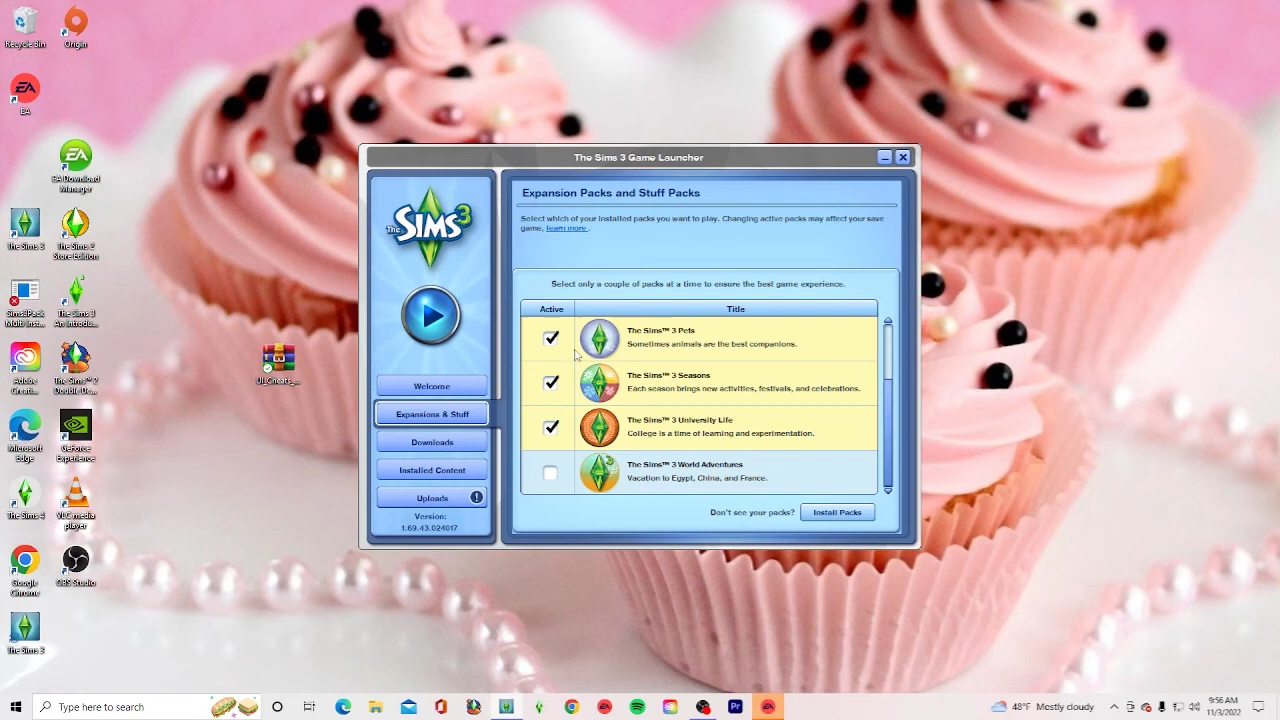 Recycle Bin
Origin
EA
EA Download
Manager
The Sims 3
The Sims 2
Store Edition
The Sims 3
Adobe
The Sims™ 2
Double De...
Microsoft
Edge
GeForce
Experience
The Sims 4
VLC media
player
Google
Chrome
OBS Studio
The Sims 3
UI_Cheats_...
The Sims 3 Game Launcher
The SIMS 3
Welcome
Expansions & Stuff
Downloads
Installed Content
Uploads
Version:
1.69.43.024017
Expansion Packs and Stuff Packs
Select which of your installed packs you want to play. Changing active packs may affect your save
game, learn more .
Select only a couple of packs at a time to ensure the best game experience.
Active Title
The Sims™ 3 Pets
Sometimes animals are the best companions.
The Sims™ 3 Seasons
Each season brings new activities, festivals, and celebrations.
The Sims™ 3 University Life
College is a time of learning and experimentation.
The Sims™ 3 World Adventures
Vacation to Egypt, China, and France.
Don't see your packs? Install Packs
Type here to search
48°F Mostly cloudy
9:56 AM
11/3/2022